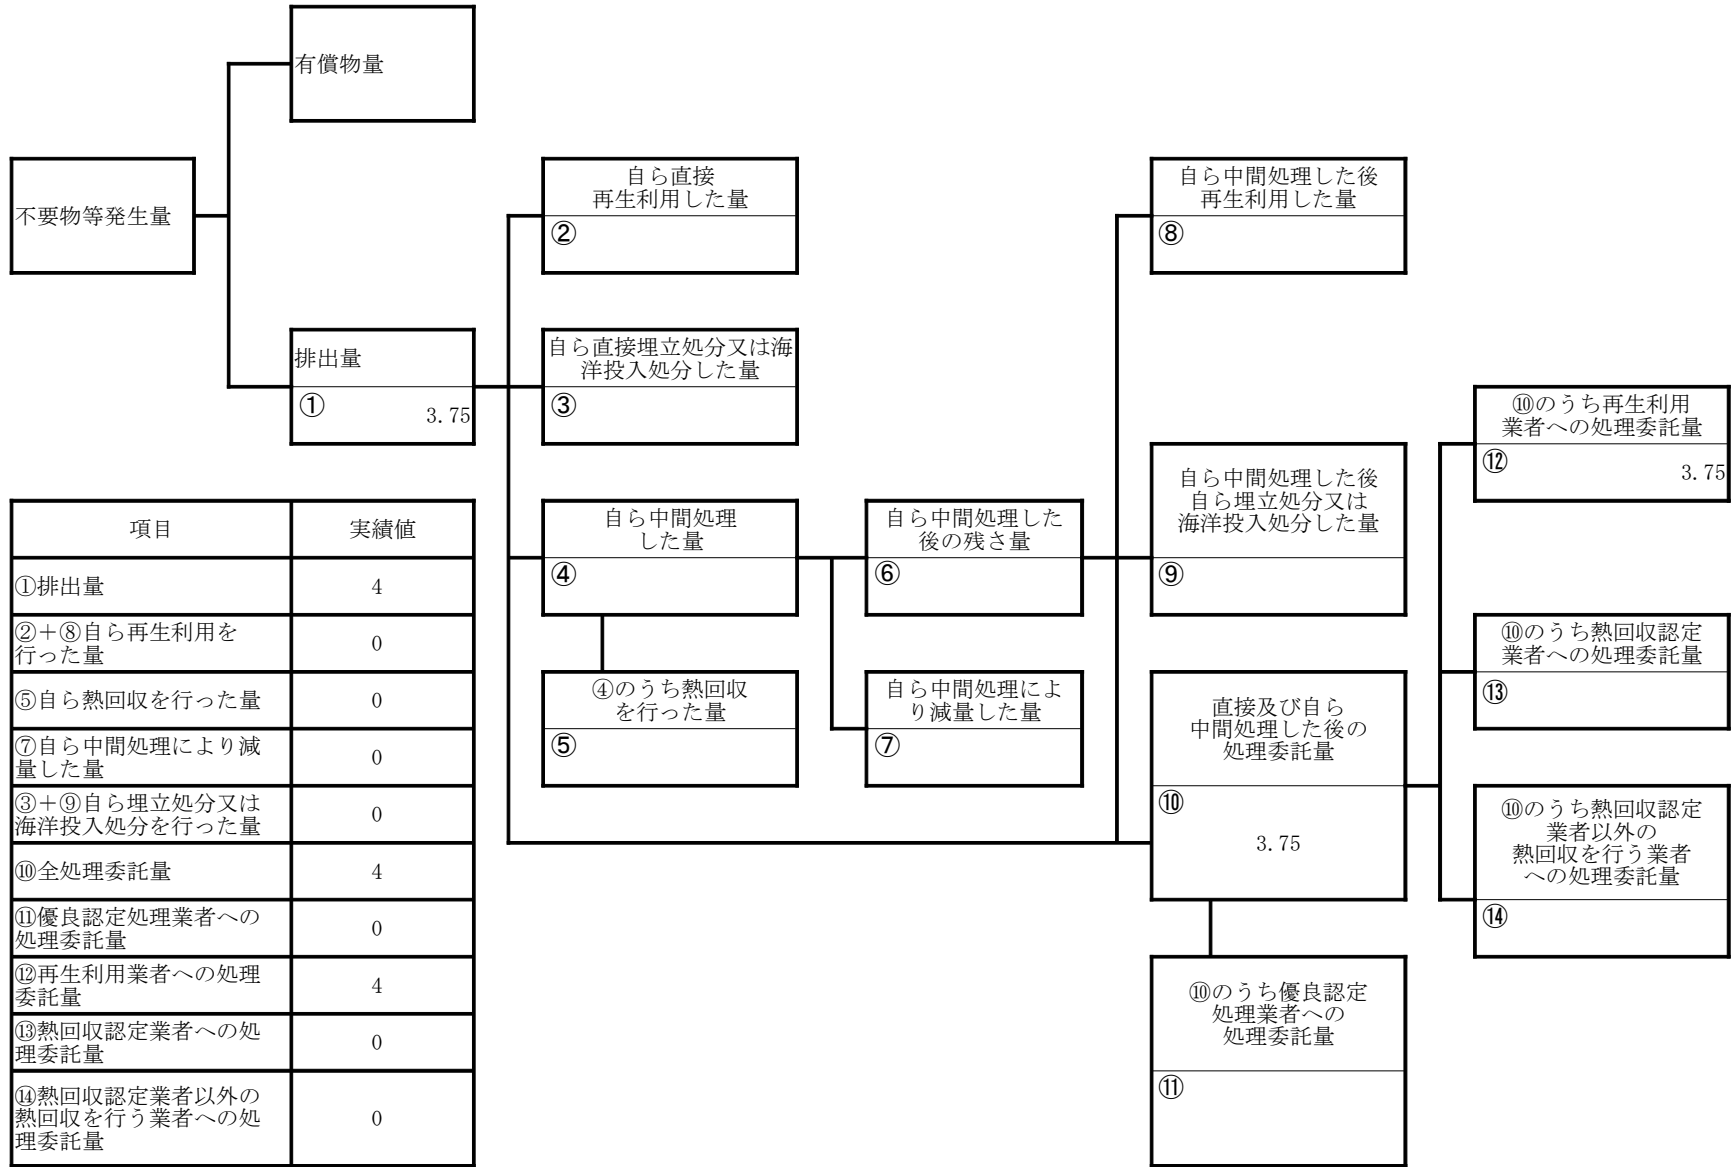 有償物量
不要物等発生量
自ら直接
再生利用した量
②
自ら中間処理した後
再生利用した量
⑧
排出量
①
3.75
自ら直接埋立処分又は海
洋投入処分した量
③
⑩のうち再生利用
業者への処理委託量
⑫
3.75
自ら中間処理
した量
④
自ら中間処理した
後の残さ量
⑥
自ら中間処理した後
自ら埋立処分又は
海洋投入処分した量
⑨
⑩のうち熱回収認定
業者への処理委託量
⑬
④のうち熱回収
を行った量
⑤
自ら中間処理によ
り減量した量
⑦
直接及び自ら
中間処理した後の
処理委託量
⑩
3.75
⑩のうち熱回収認定
業者以外の
熱回収を行う業者
への処理委託量
⑭
⑩のうち優良認定
処理業者への
処理委託量
⑪
項目 実績値
①排出量 4
②＋⑧自ら再生利用を
行った量 0
⑤自ら熱回収を行った量 0
⑦自ら中間処理により減
量した量 0
③＋⑨自ら埋立処分又は
海洋投入処分を行った量 0
⑩全処理委託量 4
⑪優良認定処理業者への
処理委託量 0
⑫再生利用業者への処理
委託量 4
⑬熱回収認定業者への処
理委託量 0
⑭熱回収認定業者以外の
熱回収を行う業者への処
理委託量 0